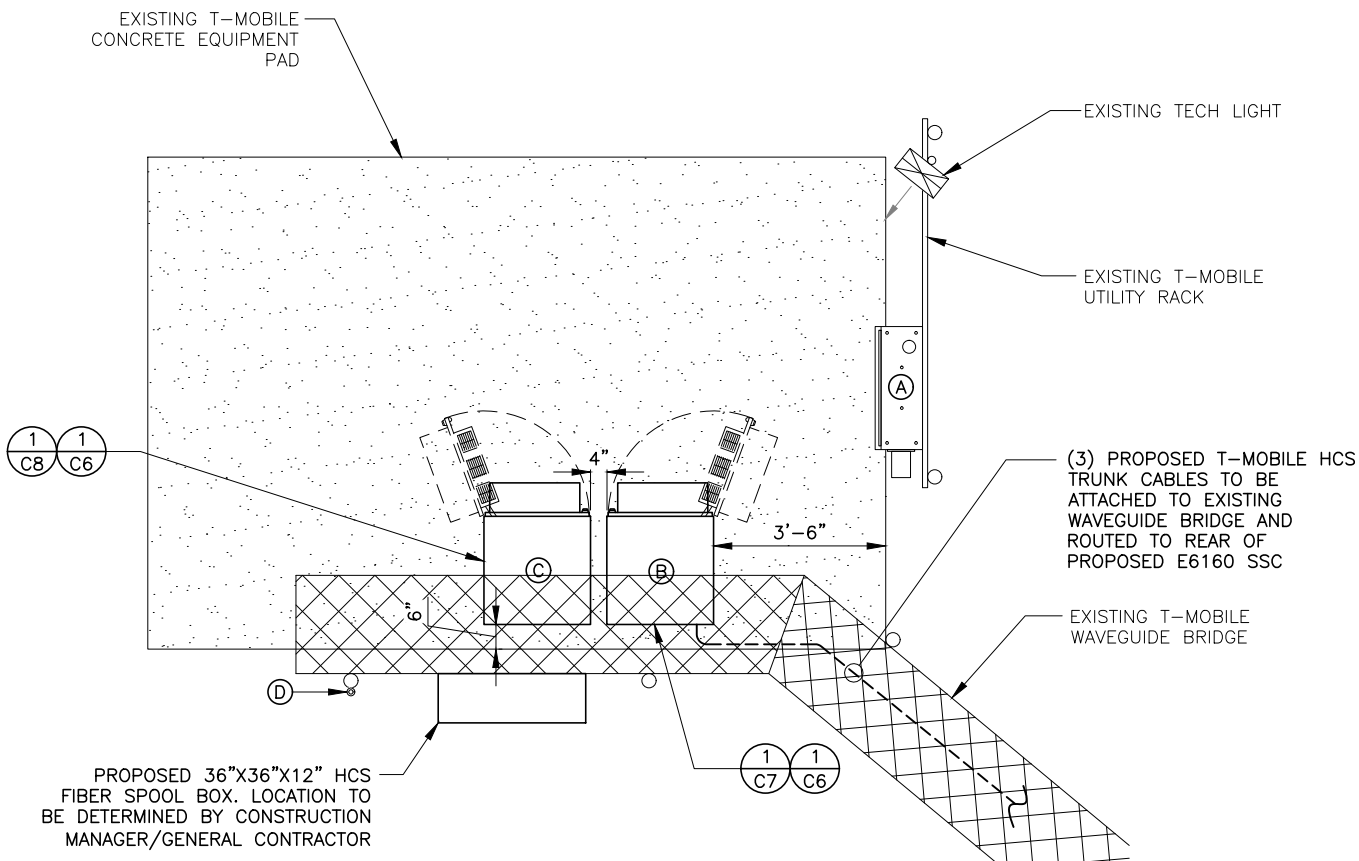 EXISTING T-MOBILE
CONCRETE EQUIPMENT
PAD
EXISTING TECH LIGHT
EXISTING T-MOBILE
UTILITY RACK
A
1
C8
1
C6
4"
(3) PROPOSED T-MOBILE HCS
TRUNK CABLES TO BE
ATTACHED TO EXISTING
WAVEGUIDE BRIDGE AND
ROUTED TO REAR OF
PROPOSED E6160 SSC
3'-6"
C
B
6"
EXISTING T-MOBILE
WAVEGUIDE BRIDGE
D
1
C7
1
C6
PROPOSED 36"X36"X12" HCS
FIBER SPOOL BOX. LOCATION TO
BE DETERMINED BY CONSTRUCTION
MANAGER/GENERAL CONTRACTOR